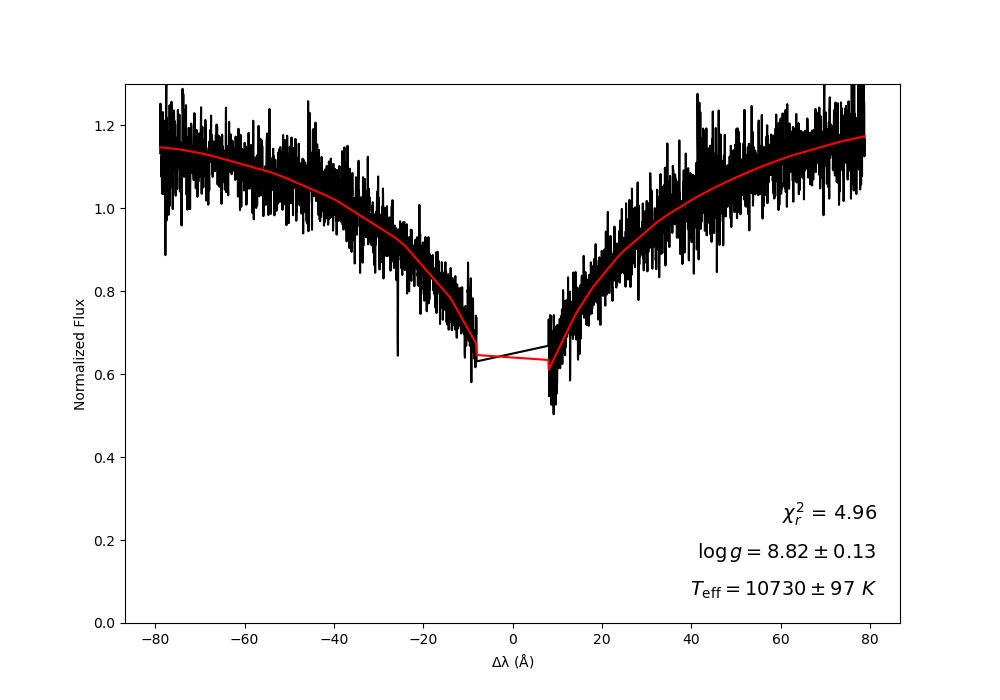 1.2
1.0
0.8
0.6
0.4
0.2
0.0
Normalized Flux
χ²ᵣ = 4.96
log g = 8.82 ± 0.13
T_eff = 10730 ± 97 K
−80 −60 −40 −20 0 20 40 60 80
Δλ (Å)